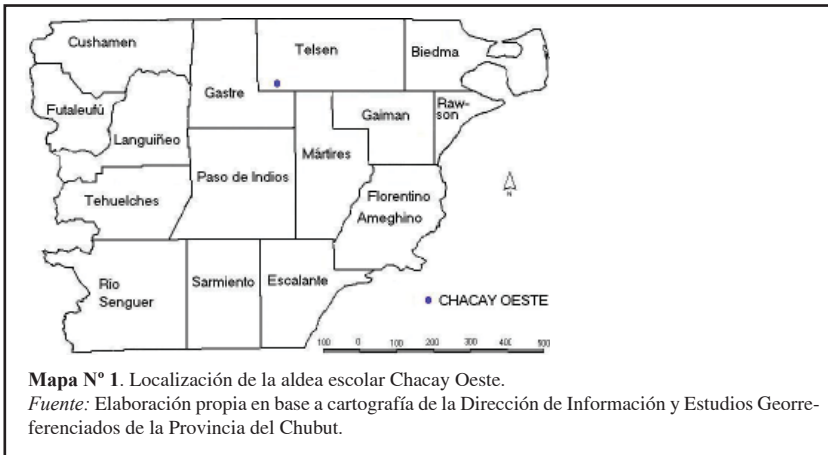 Cushamen
Telsen
Biedma
Futaleufú
Gastre
Gaiman
Raw-
son
Languiñeo
Mártires
Paso de Indios
Tehuelches
Florentino
Ameghino
N
Río
Senguer
Sarmiento
Escalante
CHACAY OESTE
100 0 100 200 300 400 500
Mapa Nº 1. Localización de la aldea escolar Chacay Oeste.
Fuente: Elaboración propia en base a cartografía de la Dirección de Información y Estudios Georre-
ferenciados de la Provincia del Chubut.